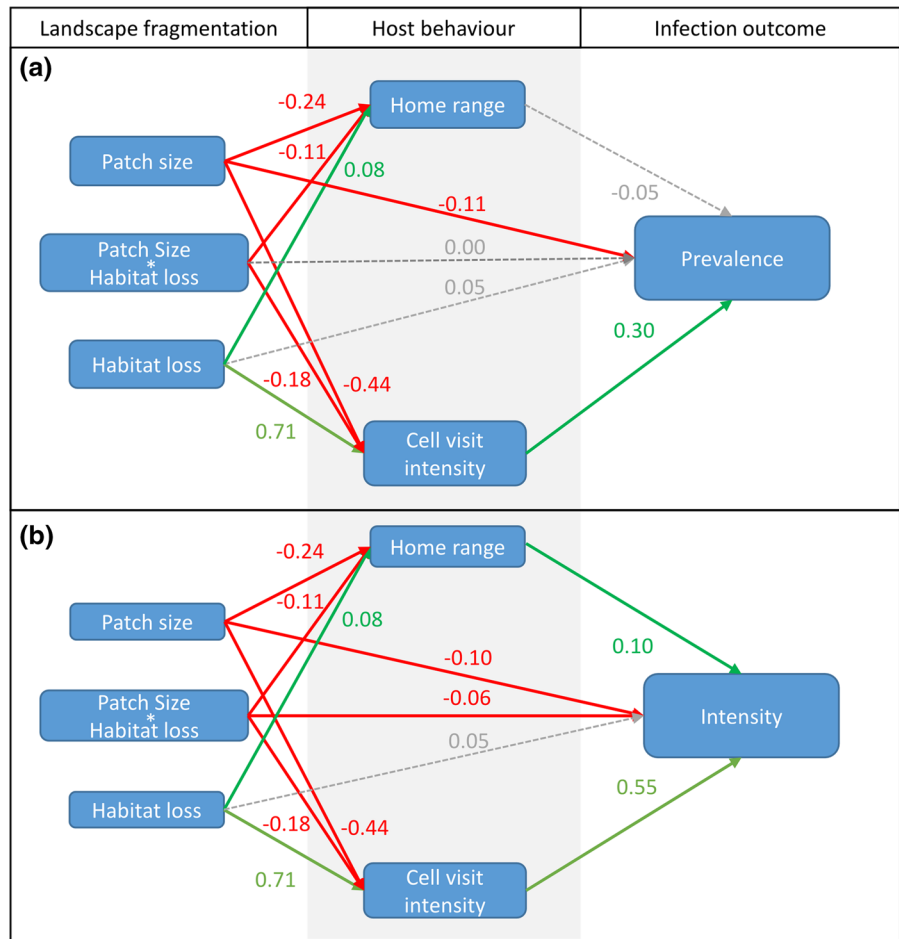 Landscape fragmentation
Host behaviour
Infection outcome
(a)
Home range
-0.24
Patch size
-0.11
0.08
-0.05
-0.11
Patch Size
*
Habitat loss
0.00
Prevalence
0.05
0.30
Habitat loss
-0.18
-0.44
0.71
Cell visit
intensity
(b)
Home range
-0.24
-0.11
Patch size
0.08
0.10
-0.10
Patch Size
*
Habitat loss
-0.06
Intensity
0.05
0.55
Habitat loss
-0.18
-0.44
0.71
Cell visit
intensity